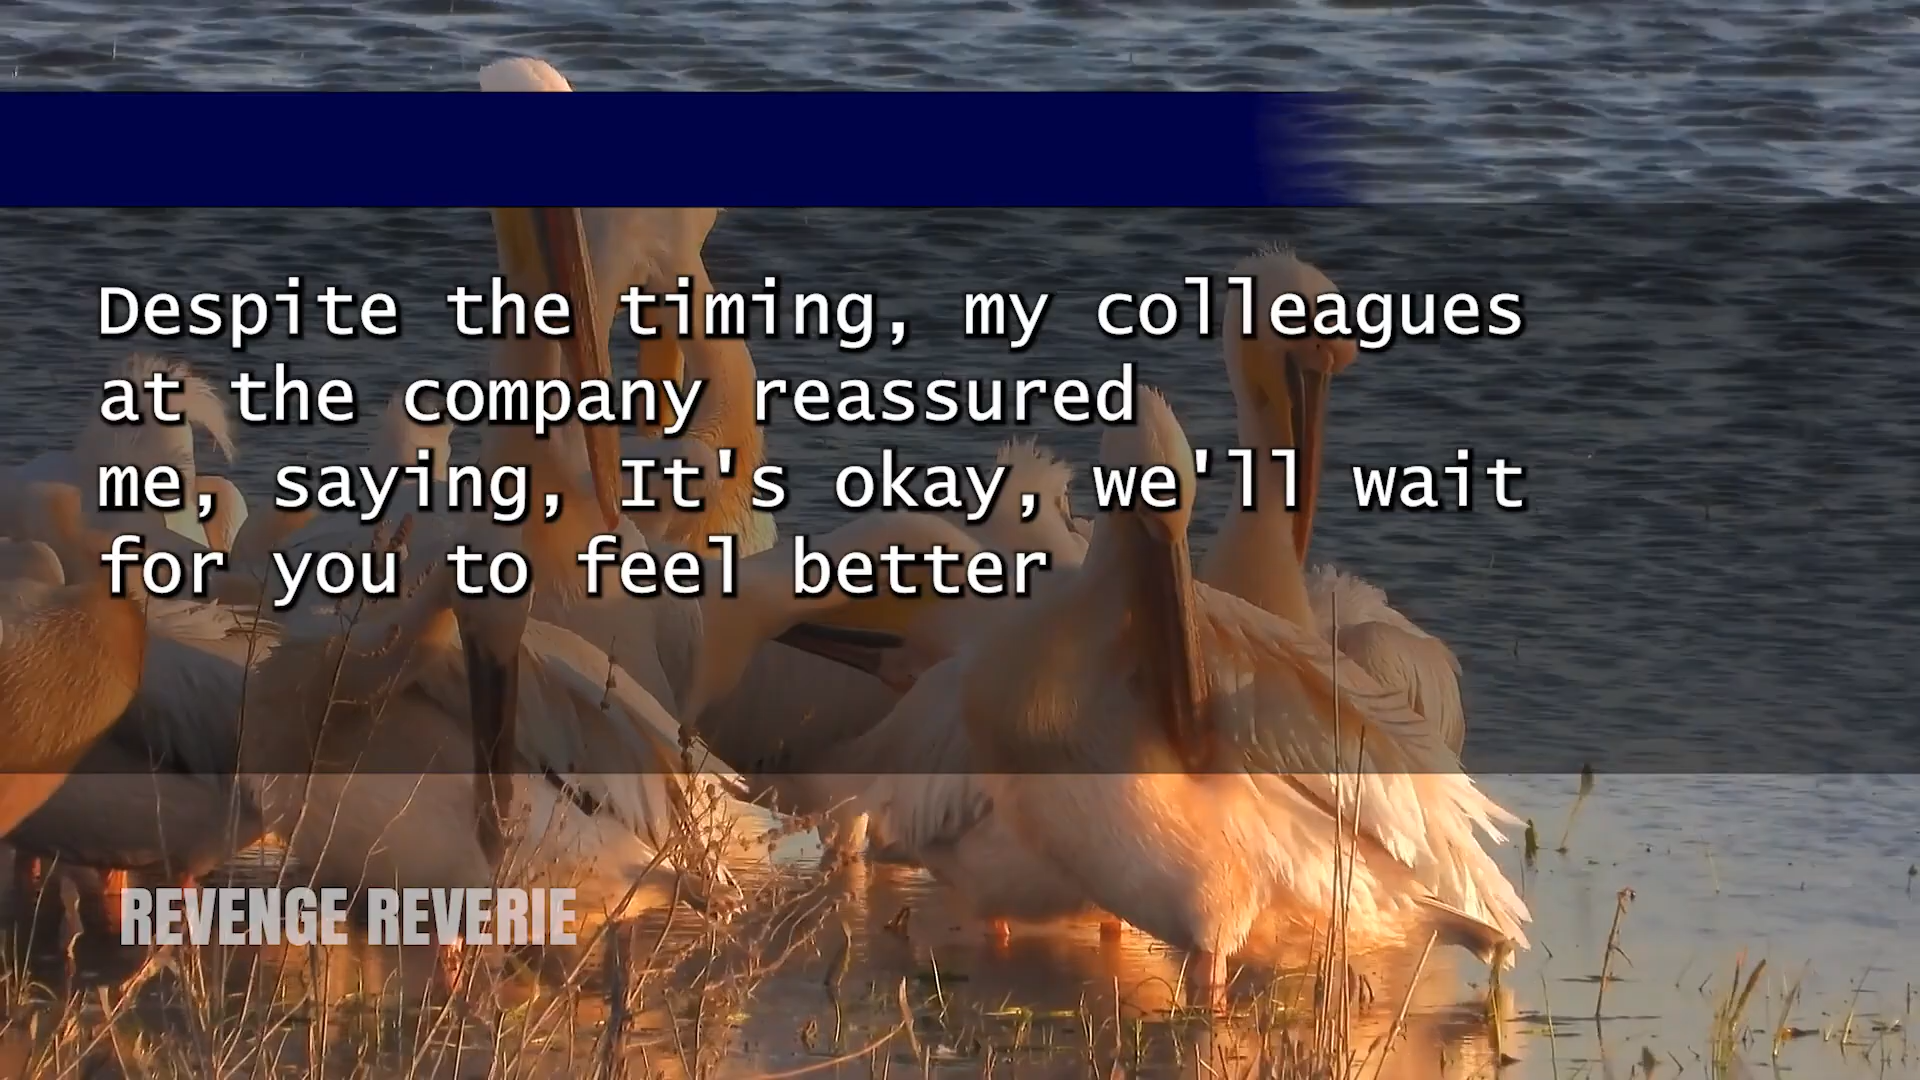 Despite the timing, my colleagues
at the company reassured
me, saying, It's okay, we'll wait
for you to feel better
REVENGE REVERIE